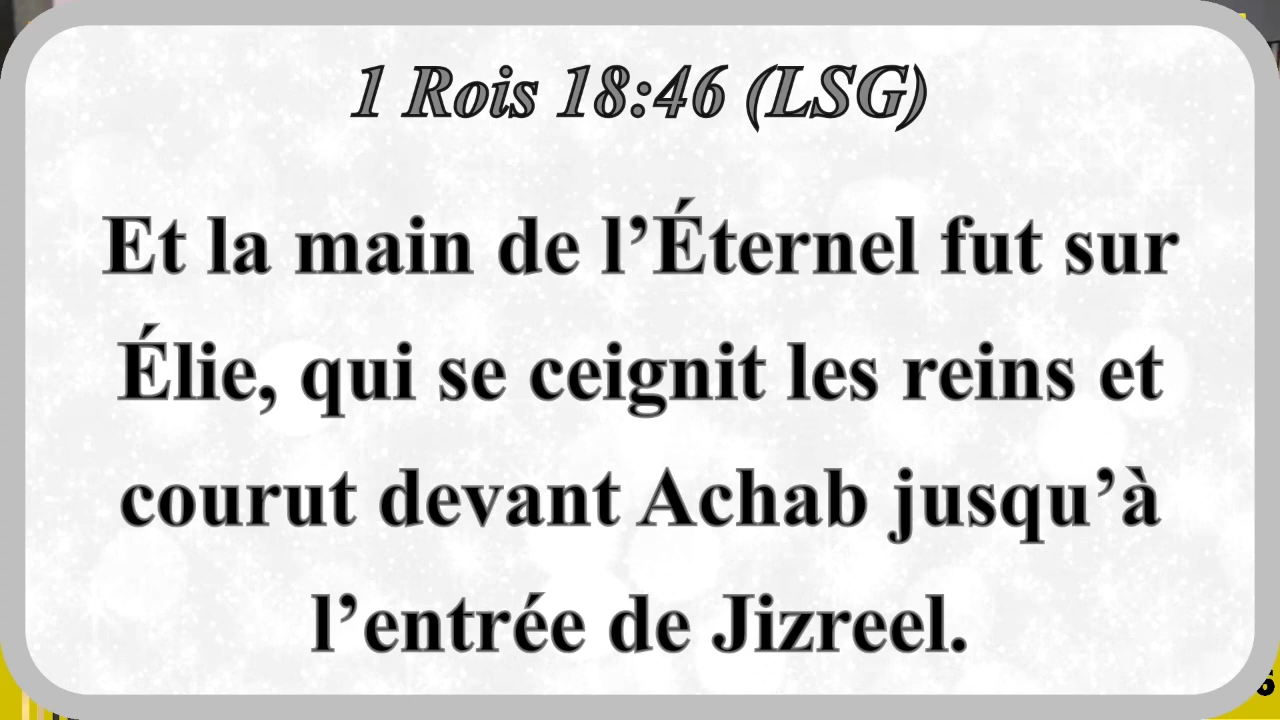 1 Rois 18:46 (LSG)
Et la main de l’Éternel fut sur
Élie, qui se ceignit les reins et
courut devant Achab jusqu’à
l’entrée de Jizreel.